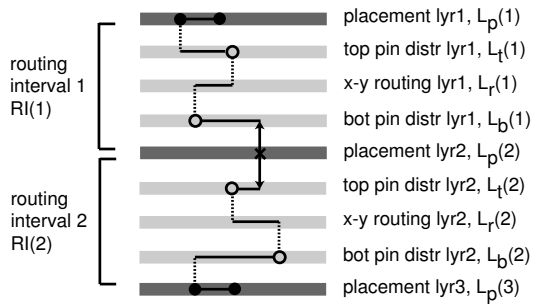 placement lyr1, Lp(1)
top pin distr lyr1, Lt(1)
routing
interval 1
RI(1)
x-y routing lyr1, Lr(1)
bot pin distr lyr1, Lb(1)
placement lyr2, Lp(2)
top pin distr lyr2, Lt(2)
routing
interval 2
RI(2)
x-y routing lyr2, Lr(2)
bot pin distr lyr2, Lb(2)
placement lyr3, Lp(3)